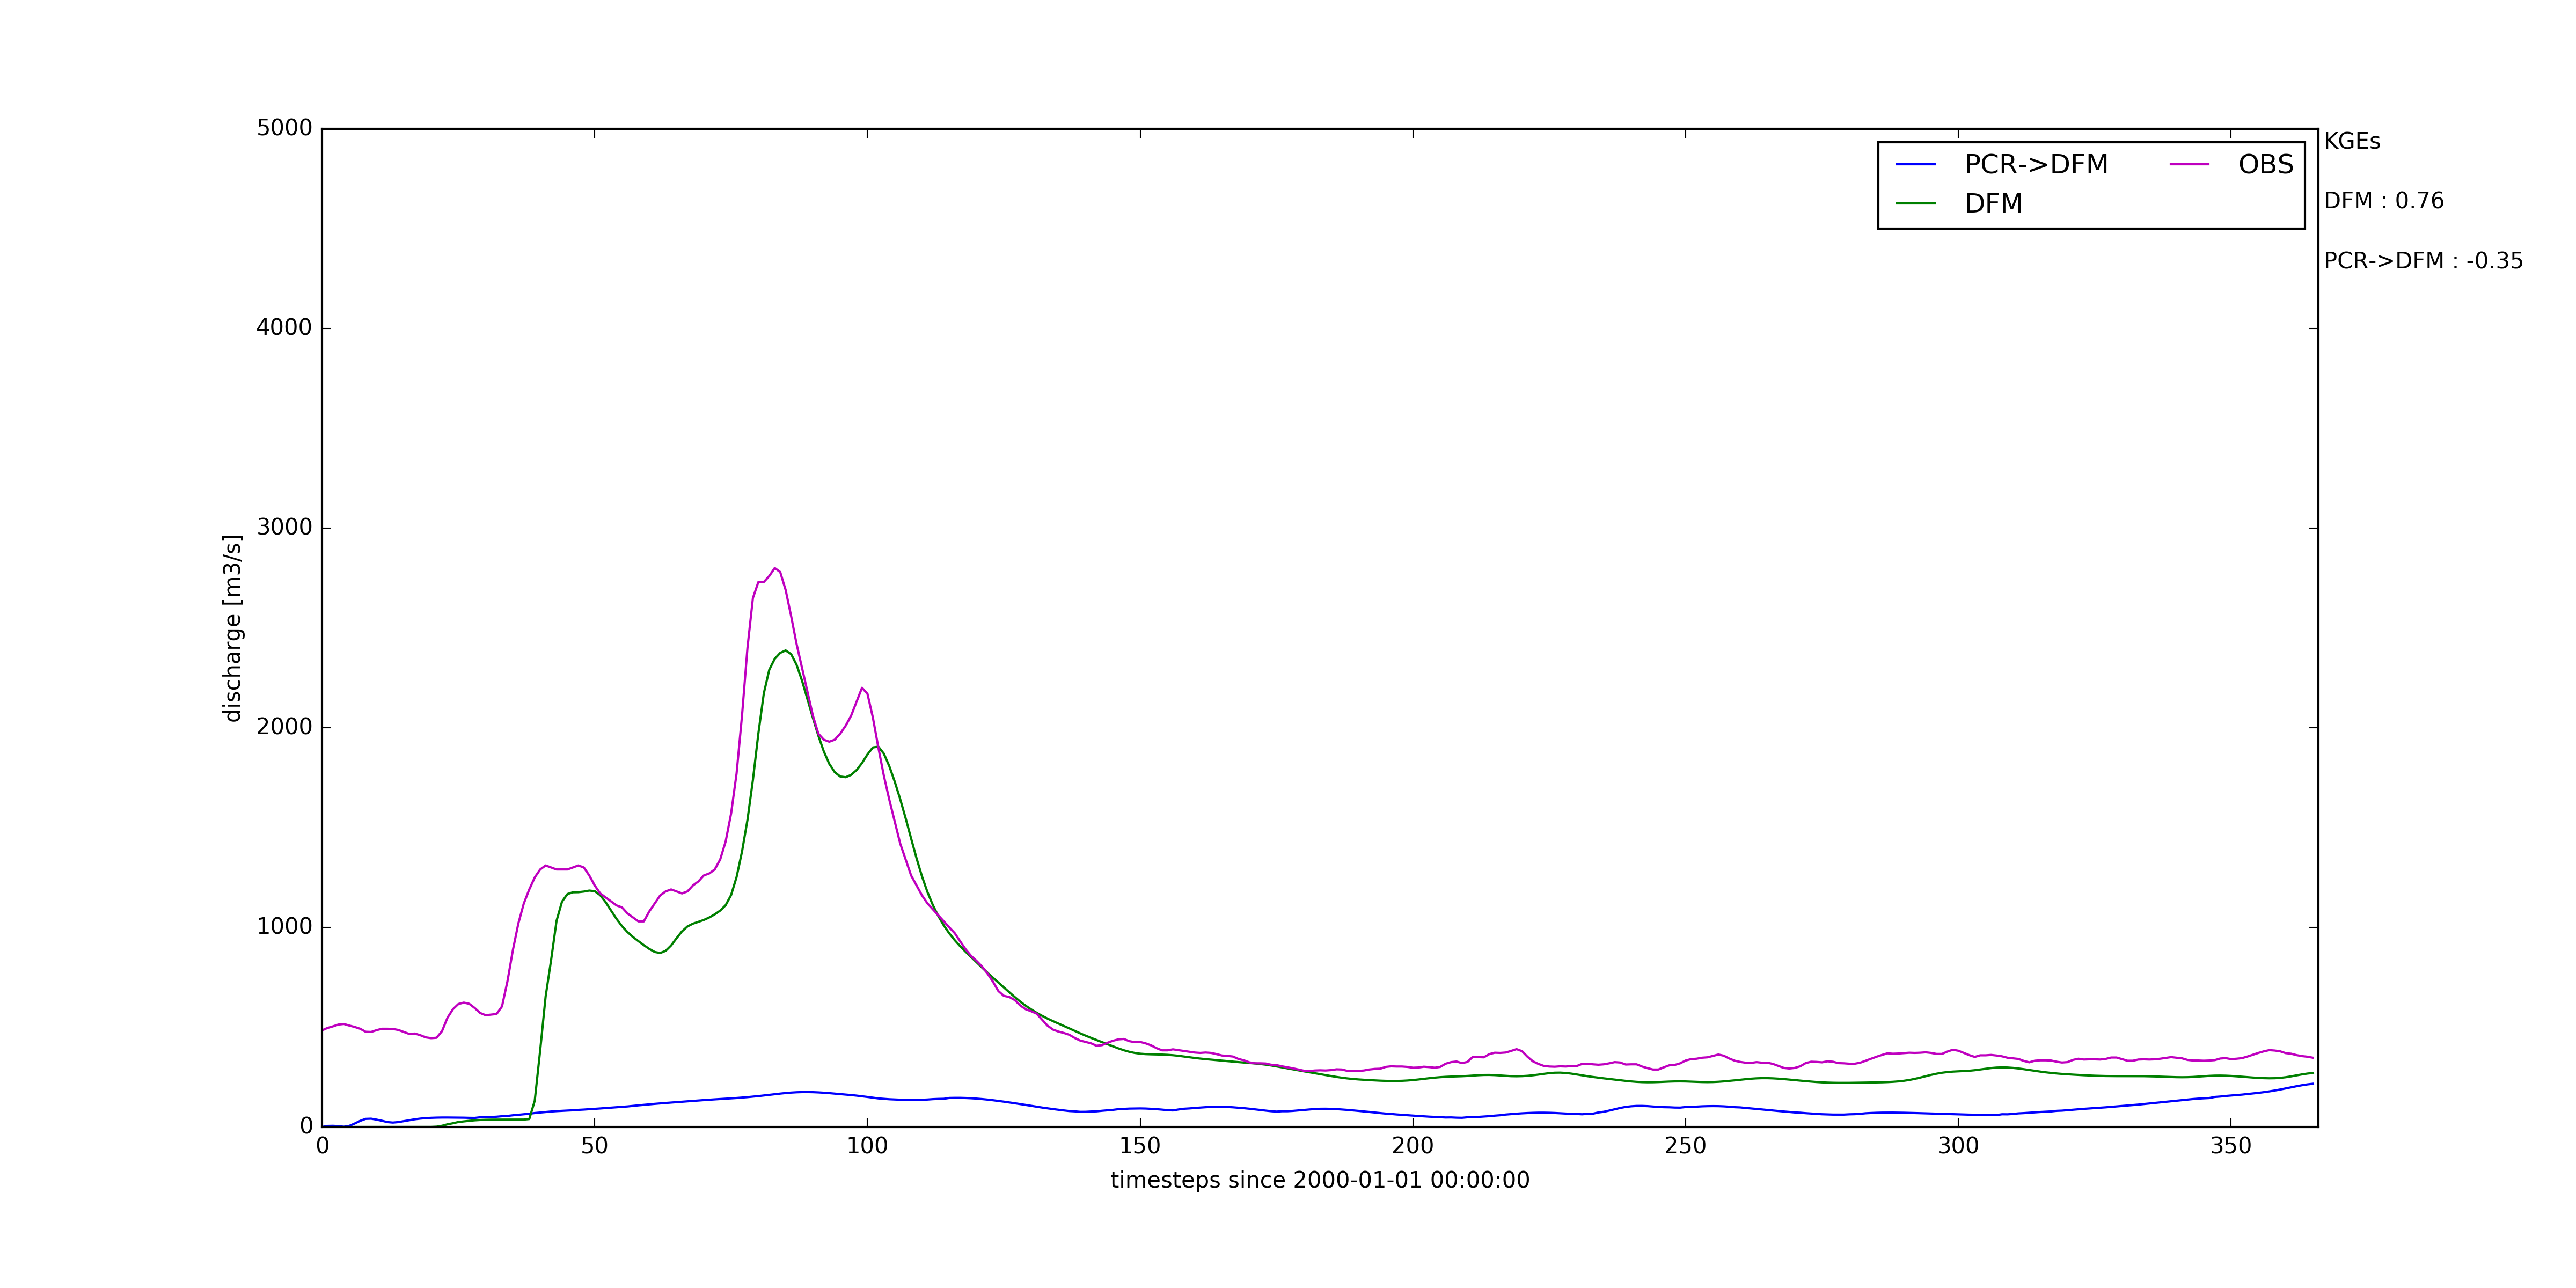 5000
4000
3000
2000
1000
0
discharge [m3/s]
0 50 100 150 200 250 300 350
timesteps since 2000-01-01 00:00:00
PCR->DFM OBS
DFM
KGEs
DFM : 0.76
PCR->DFM : -0.35